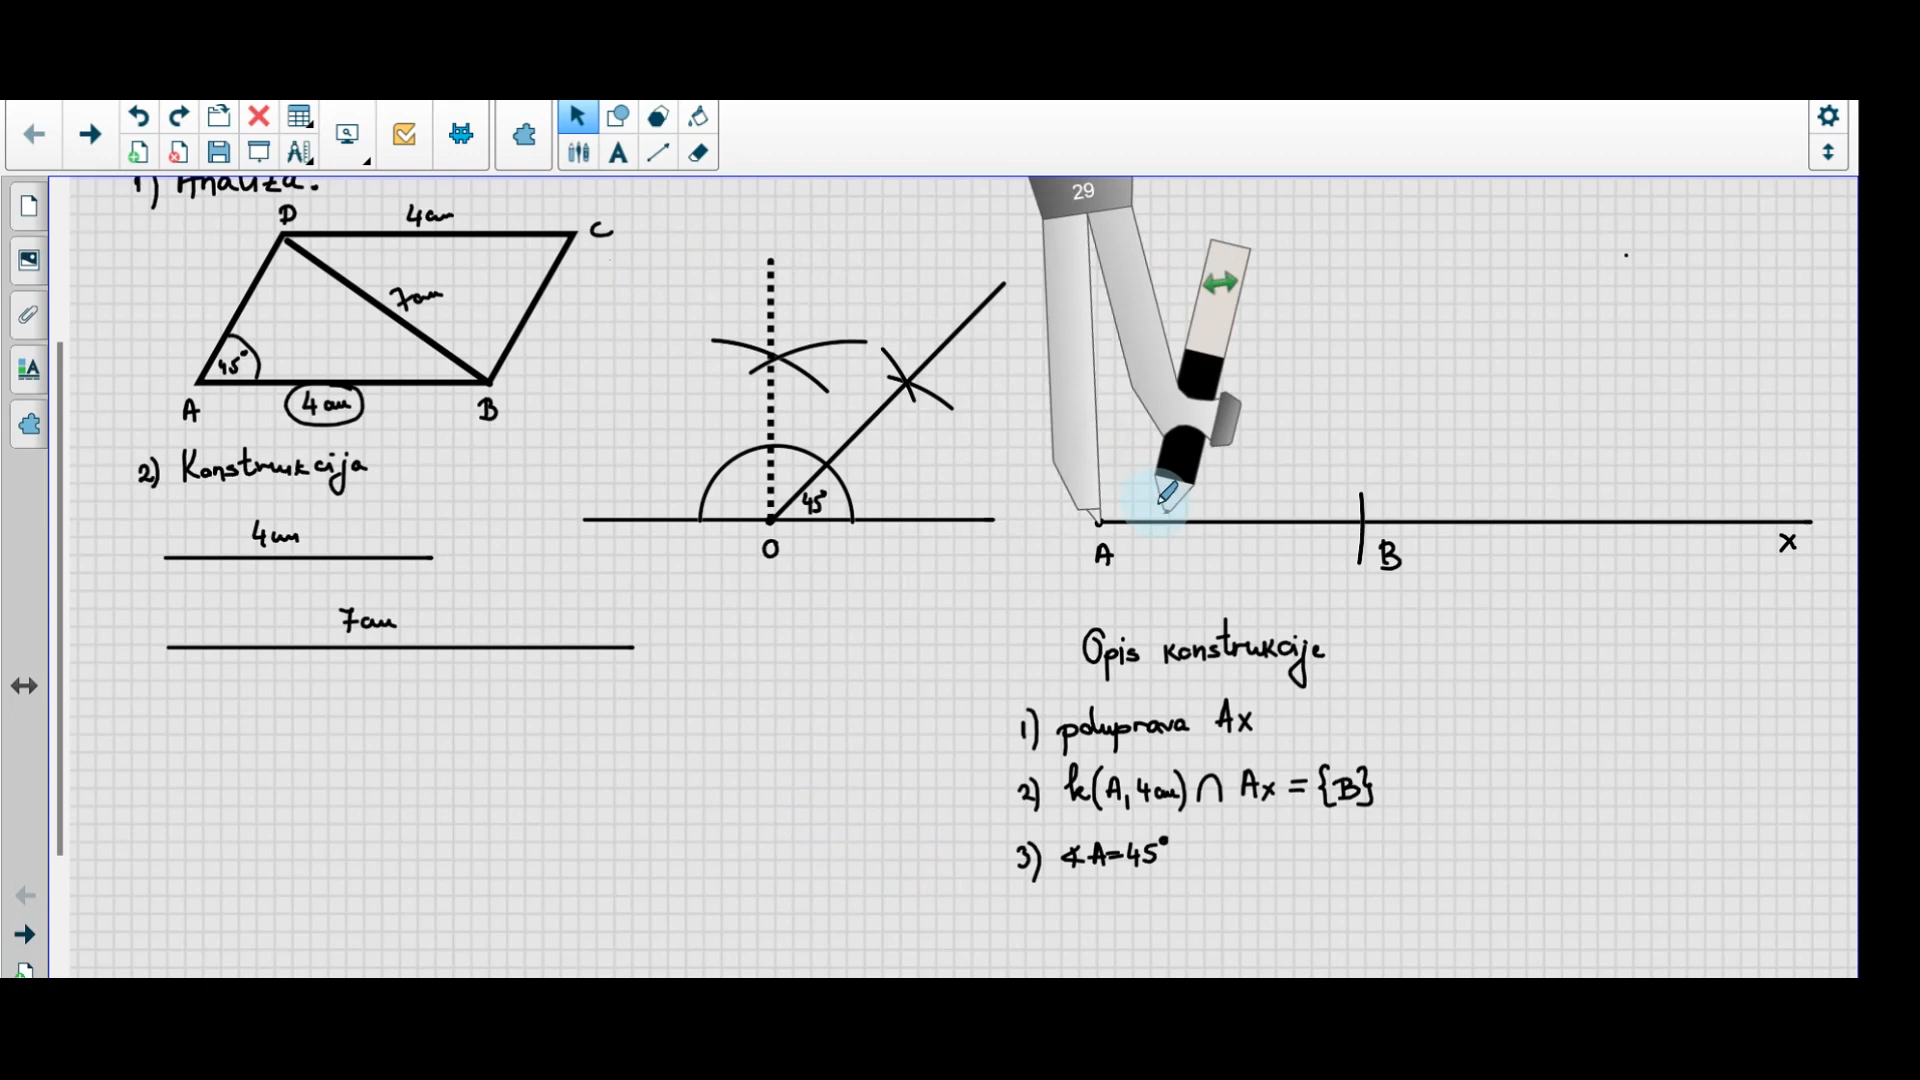 1) Analiza.
D 4cm C
7cm
45°
A 4cm B
2) Konstrukcija
4cm
7cm
45°
O
29
A B x
Opis konstrukcije
1) poluprava Ax
2) k(A, 4cm) ∩ Ax = {B}
3) ∢A=45°